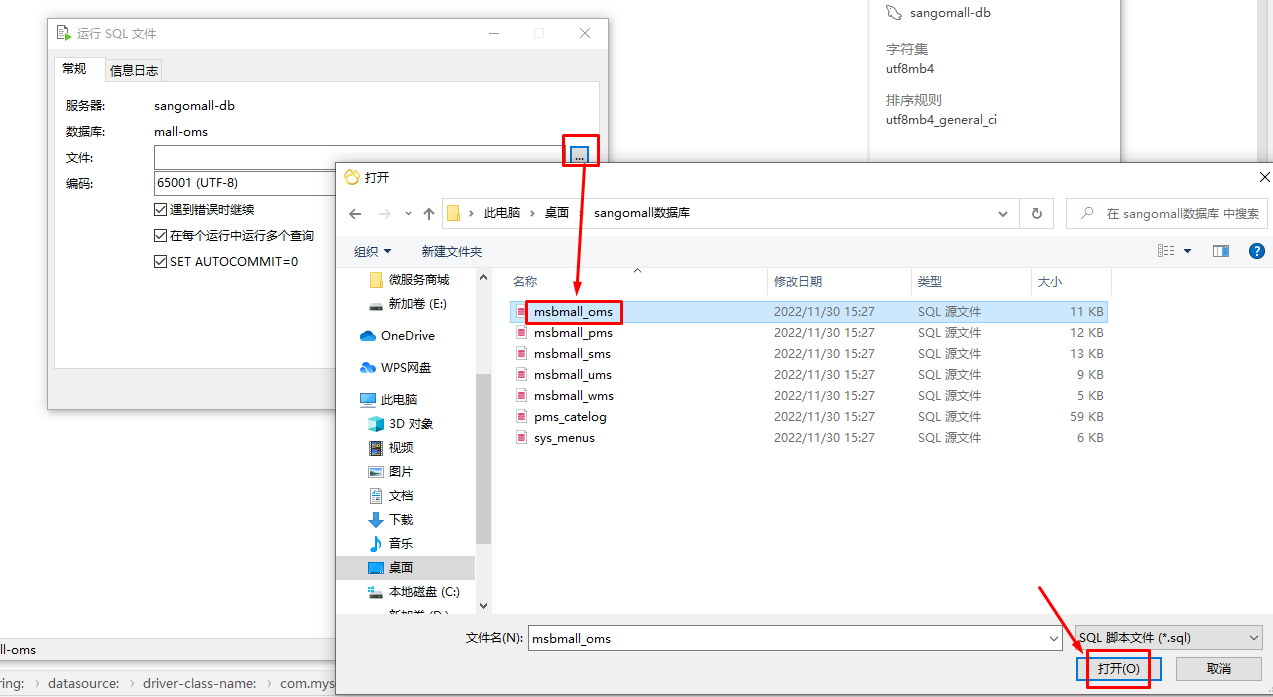 运行 SQL 文件
常规
信息日志
服务器: sangomall-db
数据库: mall-oms
文件: ...
编码: 65001 (UTF-8)
遇到错误时继续
在每个运行中运行多个查询
SET AUTOCOMMIT=0
sangomall-db
字符集
utf8mb4
排序规则
utf8mb4_general_ci
打开
此电脑 › 桌面 › sangomall数据库
在 sangomall数据库 中搜索
组织 新建文件夹
微服务商城
新加卷 (E:)
OneDrive
WPS网盘
此电脑
3D 对象
视频
图片
文档
下载
音乐
桌面
本地磁盘 (C:)
新加卷 (D:)
名称 修改日期 类型 大小
msbmall_oms 2022/11/30 15:27 SQL 源文件 11 KB
msbmall_pms 2022/11/30 15:27 SQL 源文件 12 KB
msbmall_sms 2022/11/30 15:27 SQL 源文件 13 KB
msbmall_ums 2022/11/30 15:27 SQL 源文件 9 KB
msbmall_wms 2022/11/30 15:27 SQL 源文件 5 KB
pms_catelog 2022/11/30 15:27 SQL 源文件 59 KB
sys_menus 2022/11/30 15:27 SQL 源文件 6 KB
文件名(N): msbmall_oms
SQL 脚本文件 (*.sql)
打开(O) 取消
ll-oms
ring: › datasource: › driver-class-name: › com.mys